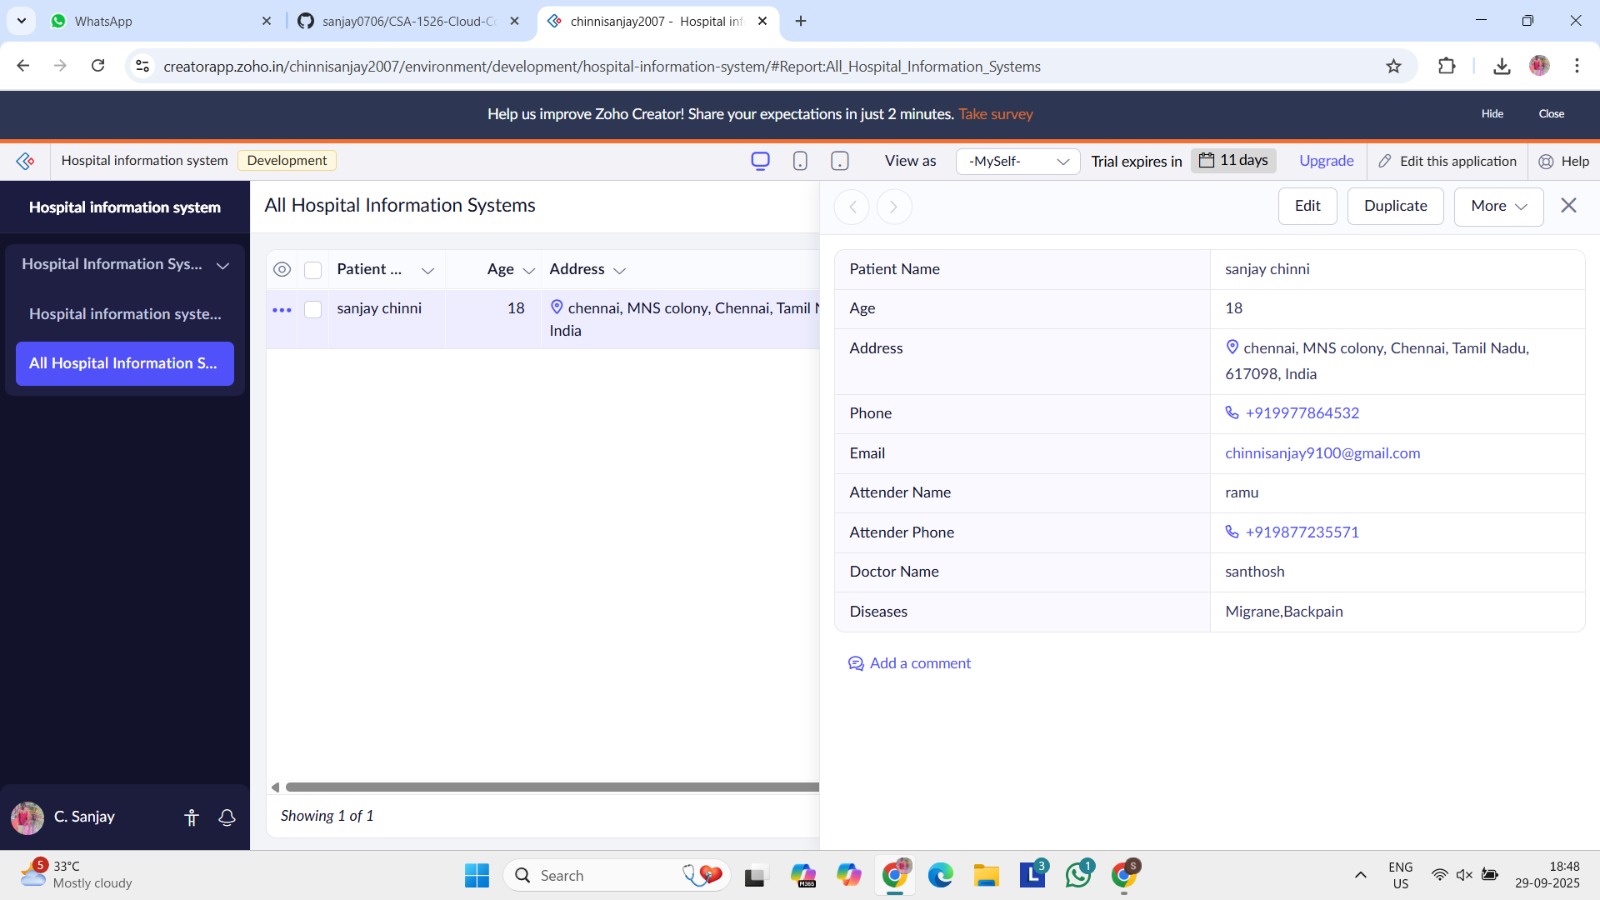 WhatsApp
sanjay0706/CSA-1526-Cloud-Co
chinnisanjay2007 - Hospital inf
creatorapp.zoho.in/chinnisanjay2007/environment/development/hospital-information-system/#Report:All_Hospital_Information_Systems
Help us improve Zoho Creator! Share your expectations in just 2 minutes. Take survey
Hide
Close
Hospital information system
Development
View as
-MySelf-
Trial expires in
11 days
Upgrade
Edit this application
Help
Hospital information system
Hospital Information Sys...
Hospital information syste...
All Hospital Information S...
C. Sanjay
All Hospital Information Systems
Patient ...
Age
Address
sanjay chinni
18
chennai, MNS colony, Chennai, Tamil N
India
Showing 1 of 1
Edit
Duplicate
More
Patient Name
sanjay chinni
Age
18
Address
chennai, MNS colony, Chennai, Tamil Nadu,
617098, India
Phone
+919977864532
Email
chinnisanjay9100@gmail.com
Attender Name
ramu
Attender Phone
+919877235571
Doctor Name
santhosh
Diseases
Migrane,Backpain
Add a comment
5
33°C
Mostly cloudy
Search
M365
L
3
1
S
ENG
US
18:48
29-09-2025